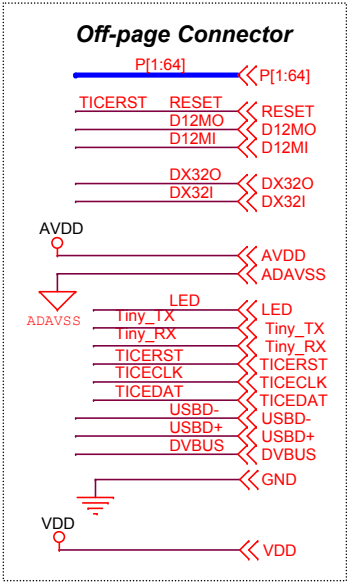 Off-page Connector
P[1:64] P[1:64]
TICERST RESET RESET
D12MO D12MO
D12MI D12MI
DX32O DX32O
DX32I DX32I
AVDD
AVDD
ADAVSS
ADAVSS
LED LED
Tiny_TX Tiny_TX
Tiny_RX Tiny_RX
TICERST TICERST
TICECLK TICECLK
TICEDAT TICEDAT
USBD- USBD-
USBD+ USBD+
DVBUS DVBUS
GND
VDD
VDD